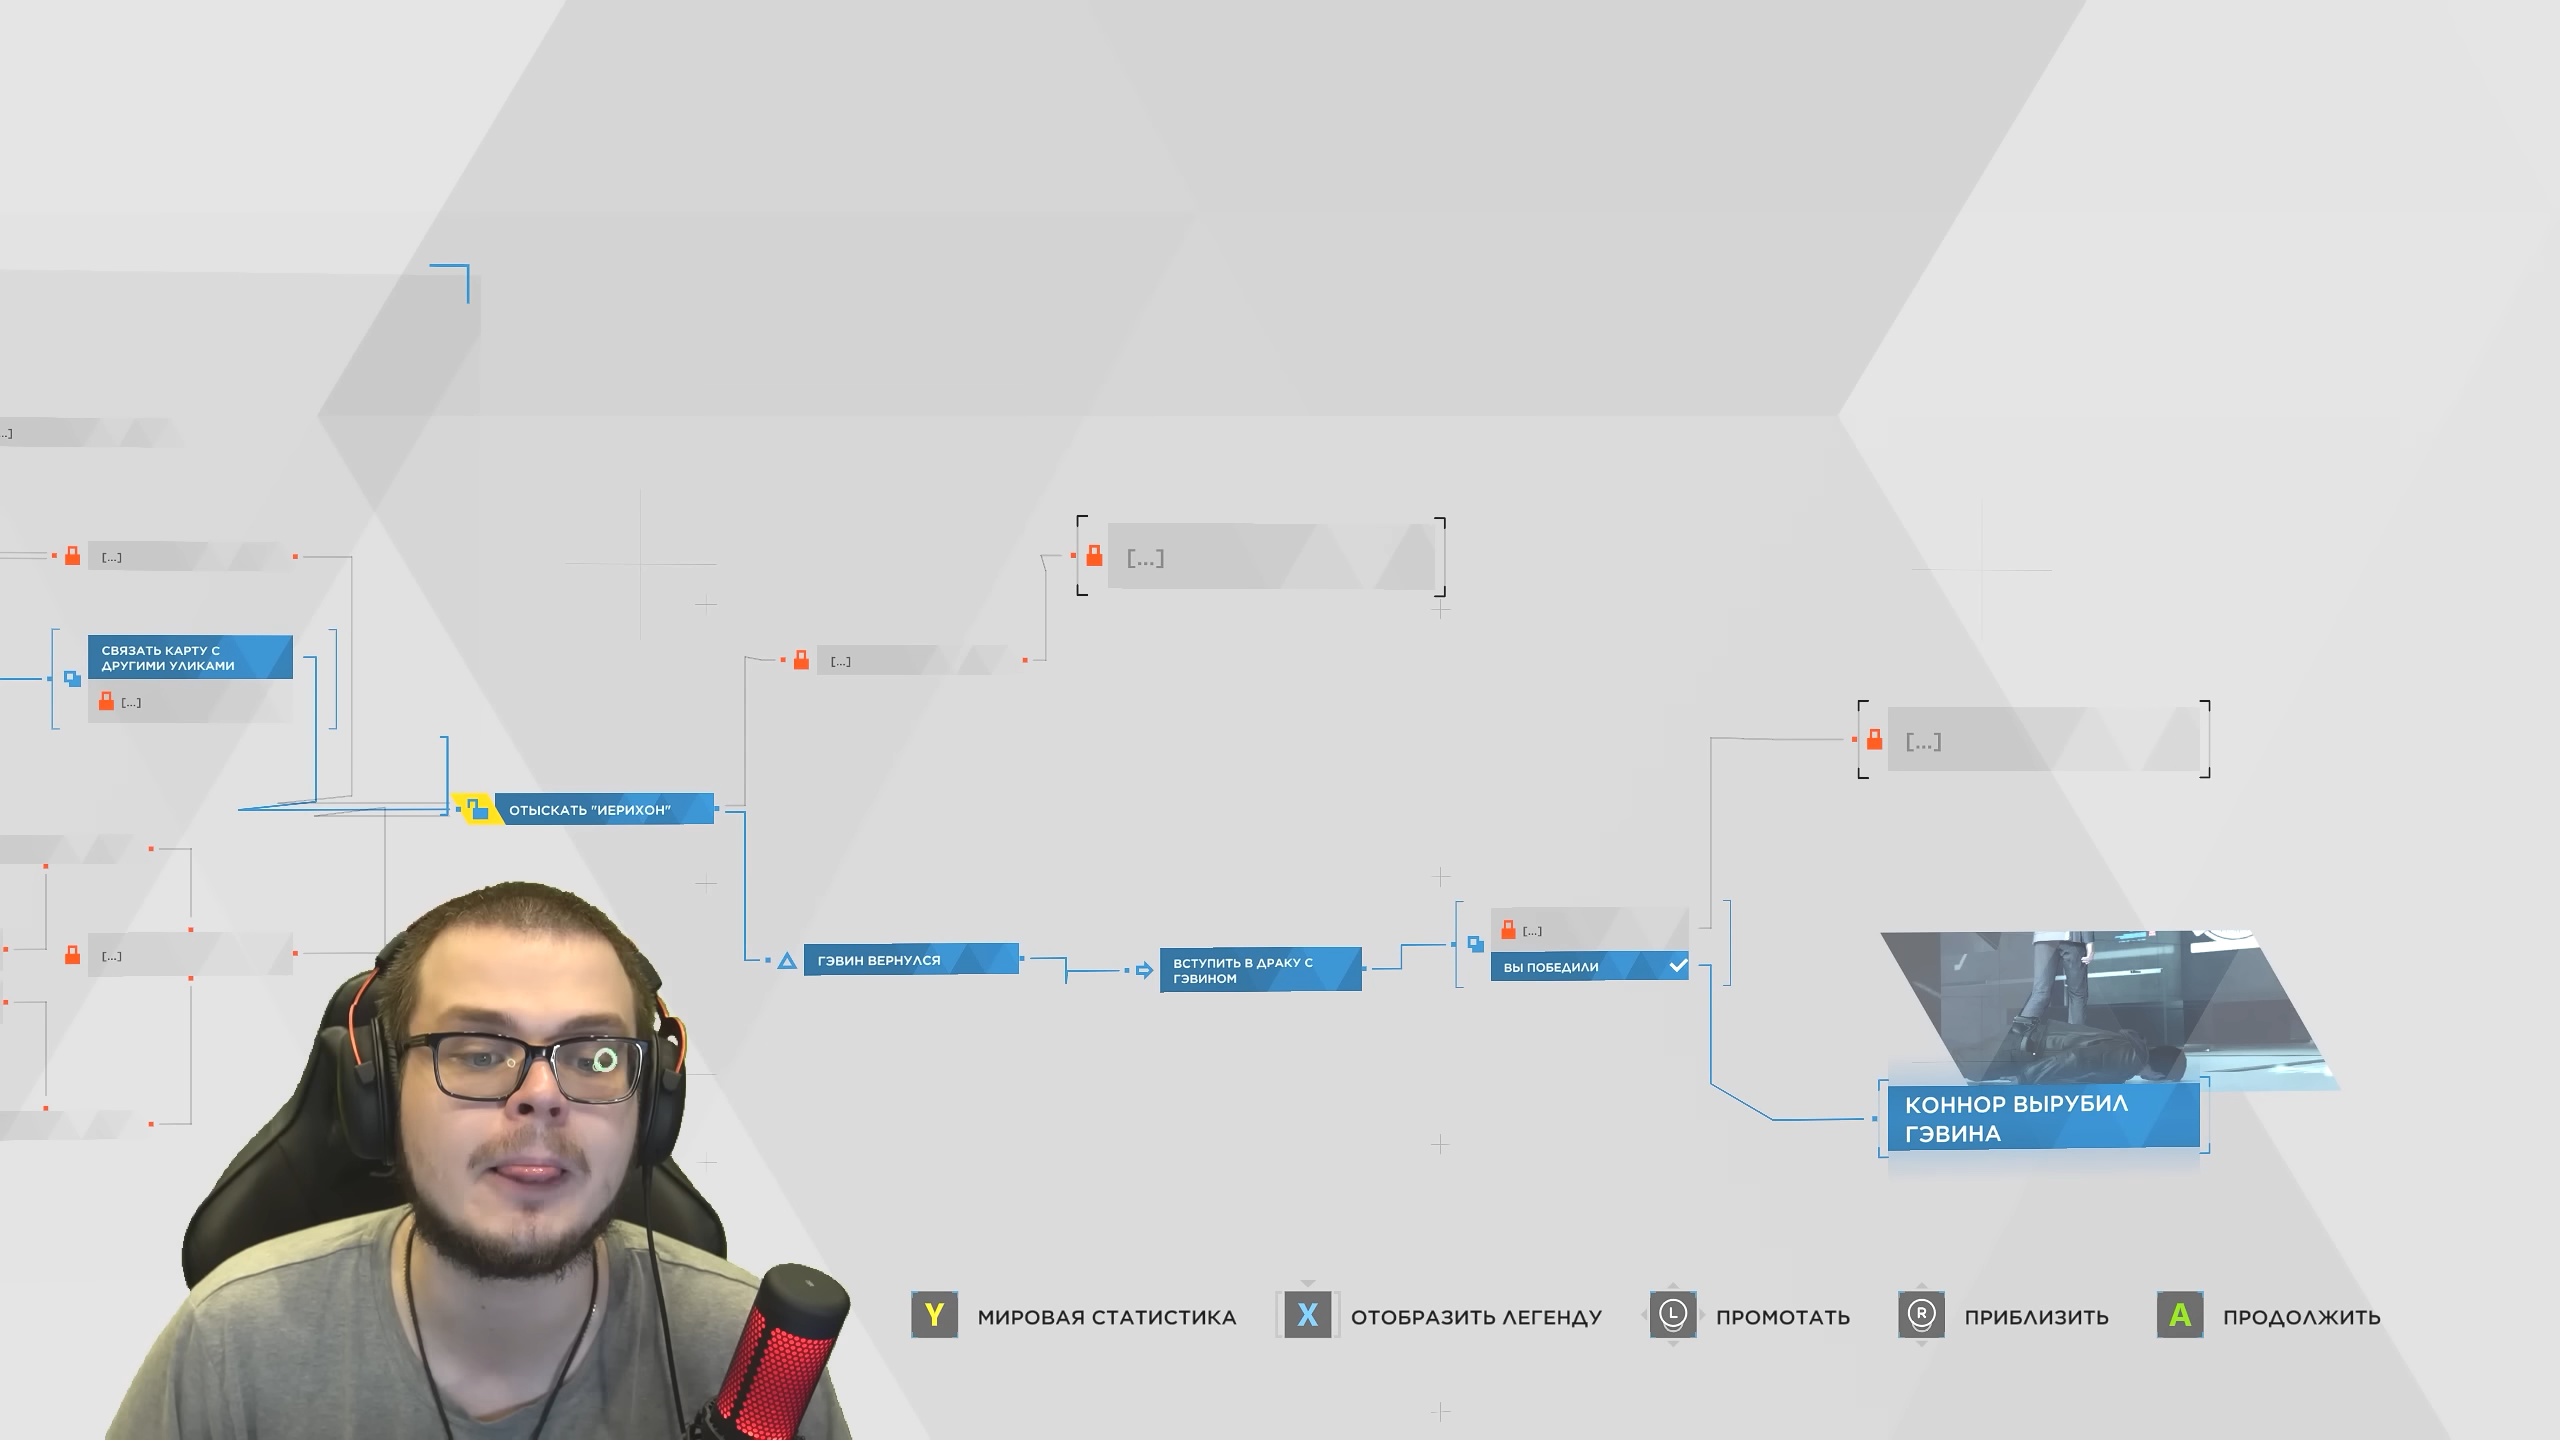 ...]
[...]
[...]
СВЯЗАТЬ КАРТУ С
ДРУГИМИ УЛИКАМИ
[...]
[...]
[...]
ОТЫСКАТЬ "ИЕРИХОН"
[...]
[...]
ГЭВИН ВЕРНУЛСЯ
ВСТУПИТЬ В ДРАКУ С
ГЭВИНОМ
ВЫ ПОБЕДИЛИ
[...]
КОННОР ВЫРУБИЛ
ГЭВИНА
Y МИРОВАЯ СТАТИСТИКА X ОТОБРАЗИТЬ ЛЕГЕНДУ L ПРОМОТАТЬ R ПРИБЛИЗИТЬ A ПРОДОЛЖИТЬ